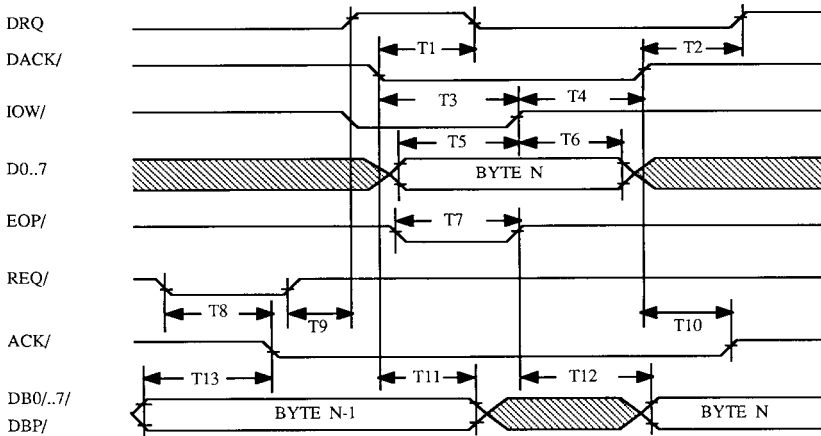 DRQ
T1 T2
DACK/
T3 T4
IOW/
T5 T6
D0..7 BYTE N
EOP/ T7
REQ/
T8 T9 T10
ACK/
T13 T11 T12
DB0/..7/ BYTE N-1 BYTE N
DBP/